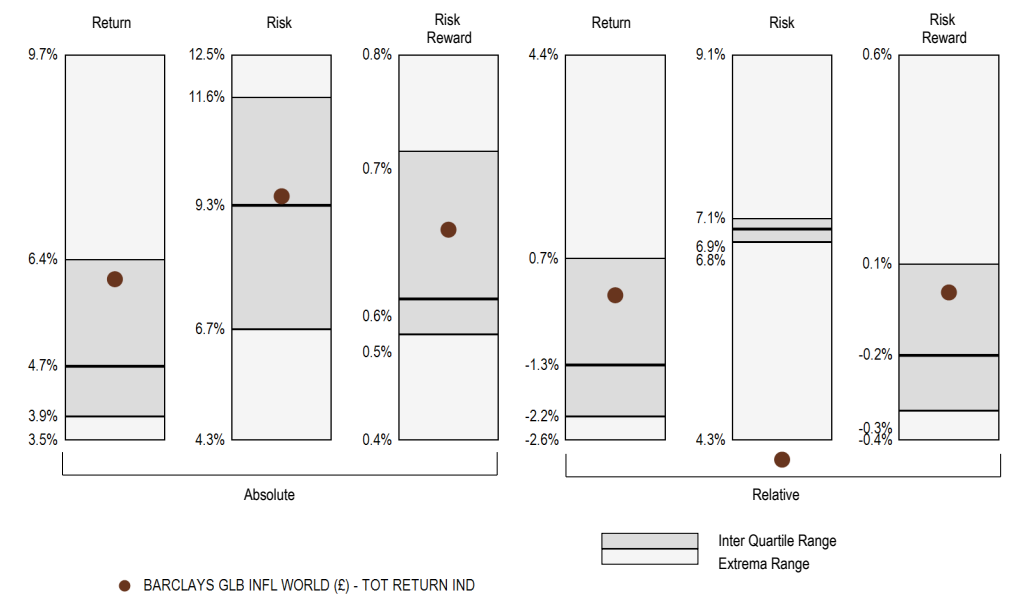 Return
Risk
Risk
Reward
Return
Risk
Risk
Reward
9.7%
6.4%
4.7%
3.9%
3.5%
12.5%
11.6%
9.3%
6.7%
4.3%
0.8%
0.7%
0.6%
0.5%
0.4%
4.4%
0.7%
-1.3%
-2.2%
-2.6%
9.1%
7.1%
6.9%
6.8%
4.3%
0.6%
0.1%
-0.2%
-0.3%
-0.4%
Absolute
Relative
Inter Quartile Range
Extrema Range
BARCLAYS GLB INFL WORLD (£) - TOT RETURN IND